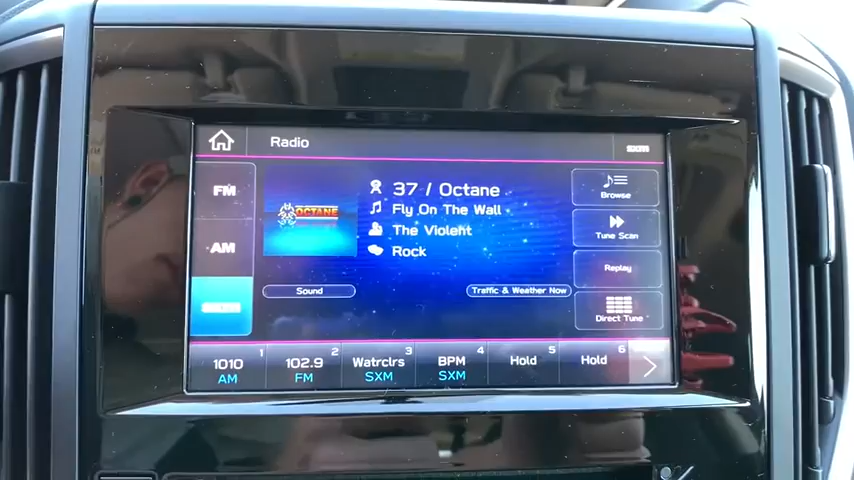 Radio
SXM
FM
AM
SXM
OCTANE
37 / Octane
Fly On The Wall
The Violent
Rock
Sound
Traffic & Weather Now
Browse
Tune Scan
Replay
Direct Tune
1
1010
AM
2
102.9
FM
3
Watrclrs
SXM
4
BPM
SXM
5
Hold
6
Hold